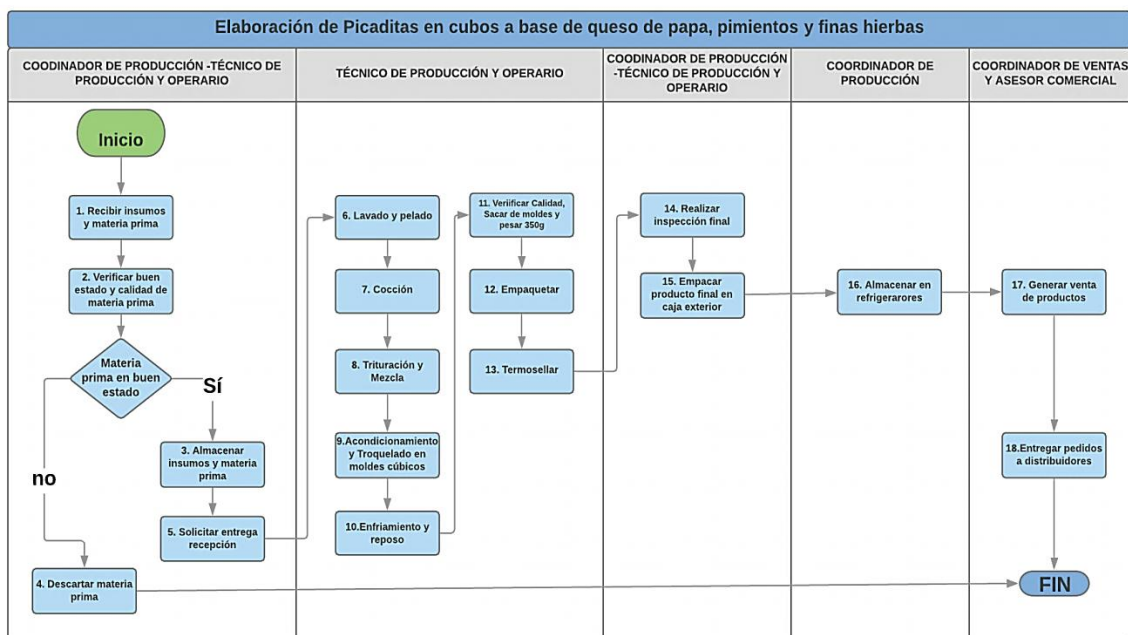 Elaboración de Picaditas en cubos a base de queso de papa, pimientos y finas hierbas
COODINADOR DE PRODUCCIÓN -TÉCNICO DE
PRODUCCIÓN Y OPERARIO
TÉCNICO DE PRODUCCIÓN Y OPERARIO
COODINADOR DE PRODUCCIÓN
-TÉCNICO DE PRODUCCIÓN Y
OPERARIO
COORDINADOR DE
PRODUCCIÓN
COORDINADOR DE VENTAS
Y ASESOR COMERCIAL
Inicio
1. Recibir insumos
y materia prima
2. Verificar buen
estado y calidad de
materia prima
Materia
prima en buen
estado
Sí
no
3. Almacenar
insumos y materia
prima
5. Solicitar entrega
recepción
4. Descartar materia
prima
6. Lavado y pelado
7. Cocción
8. Trituración y
Mezcla
9.Acondicionamiento
y Troquelado en
moldes cúbicos
10.Enfriamiento y
reposo
11. Veriificar Calidad,
Sacar de moldes y
pesar 350g
12. Empaquetar
13. Termosellar
14. Realizar
inspección final
15. Empacar
producto final en
caja exterior
16. Almacenar en
refrigerarores
17. Generar venta
de productos
18.Entregar pedidos
a distribuidores
FIN